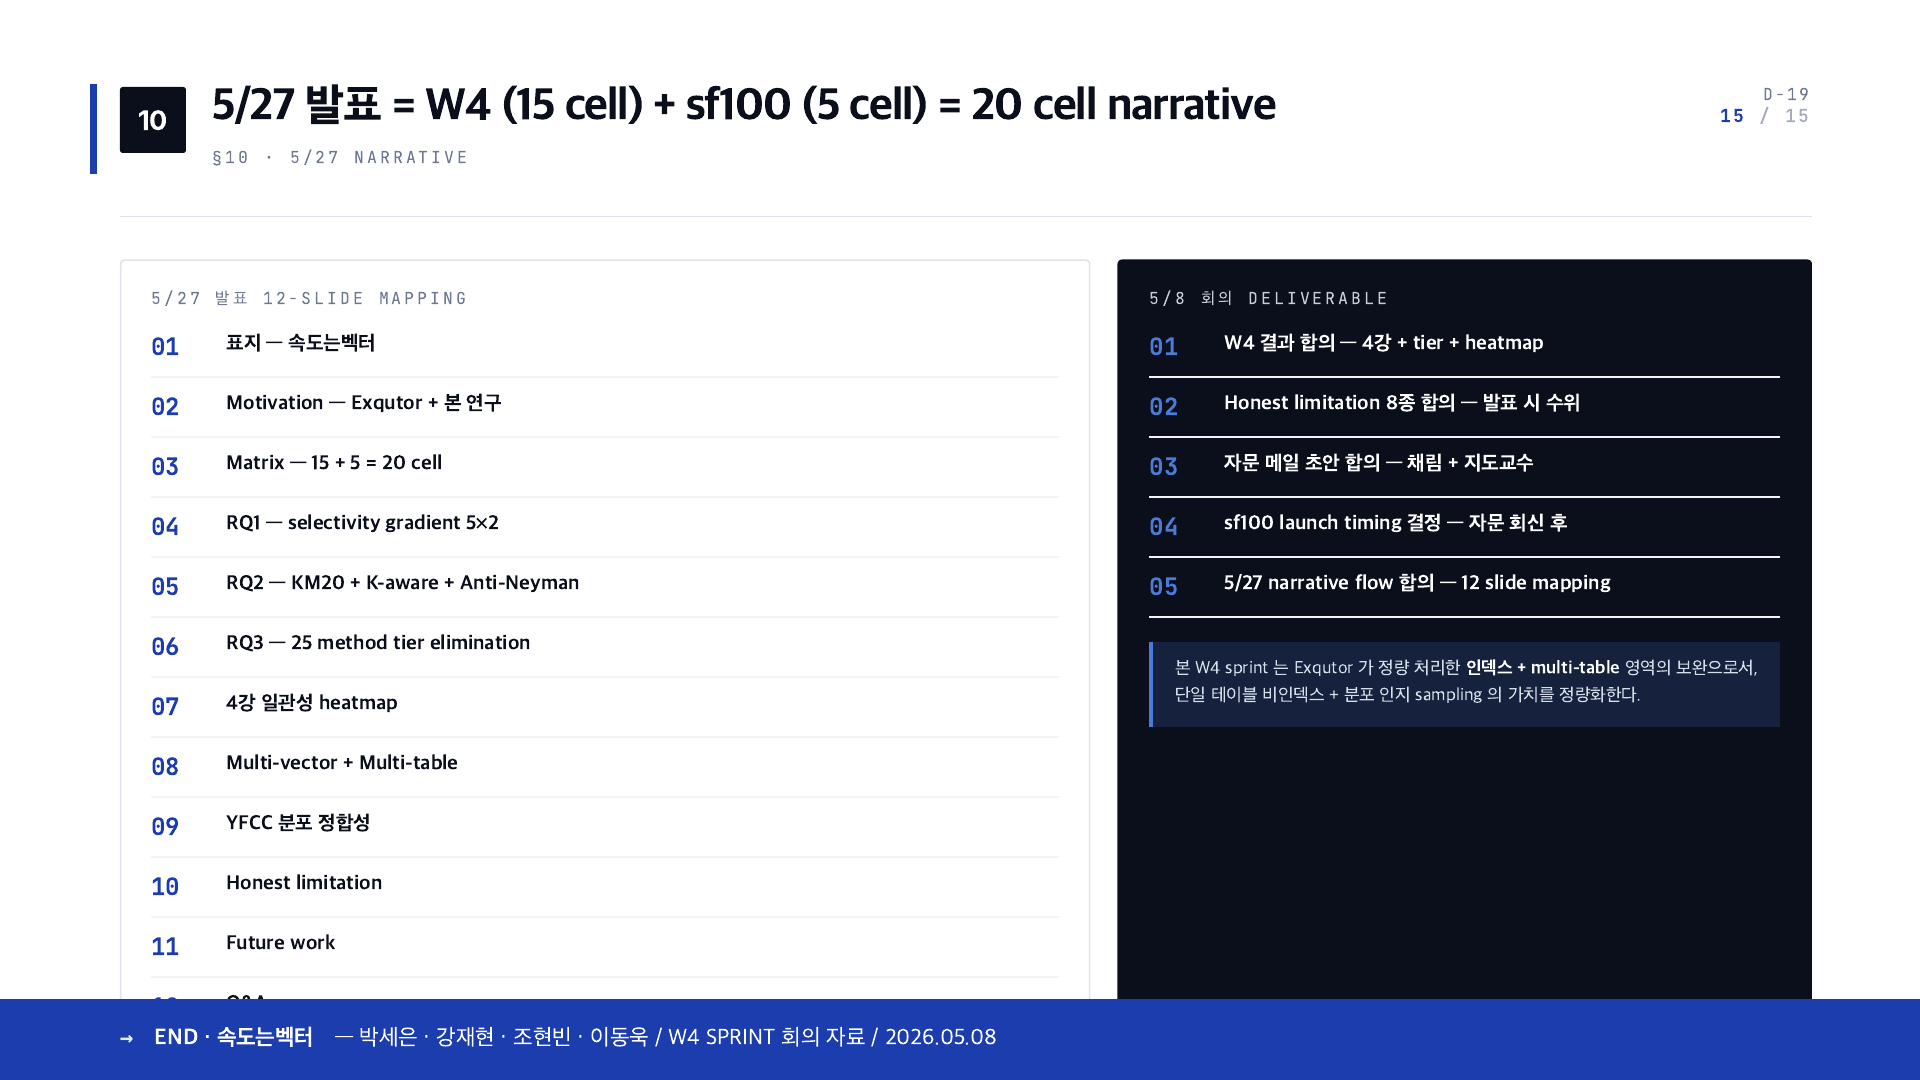 10
5/27 발표 = W4 (15 cell) + sf100 (5 cell) = 20 cell narrative
§10 · 5/27 NARRATIVE
D-19
15 / 15
5/27 발표 12-SLIDE MAPPING
01 표지 — 속도는벡터
02 Motivation — Exqutor + 본 연구
03 Matrix — 15 + 5 = 20 cell
04 RQ1 — selectivity gradient 5×2
05 RQ2 — KM20 + K-aware + Anti-Neyman
06 RQ3 — 25 method tier elimination
07 4강 일관성 heatmap
08 Multi-vector + Multi-table
09 YFCC 분포 정합성
10 Honest limitation
11 Future work
5/8 회의 DELIVERABLE
01 W4 결과 합의 — 4강 + tier + heatmap
02 Honest limitation 8종 합의 — 발표 시 수위
03 자문 메일 초안 합의 — 채림 + 지도교수
04 sf100 launch timing 결정 — 자문 회신 후
05 5/27 narrative flow 합의 — 12 slide mapping
본 W4 sprint 는 Exqutor 가 정량 처리한 인덱스 + multi-table 영역의 보완으로서,
단일 테이블 비인덱스 + 분포 인지 sampling 의 가치를 정량화한다.
→ END · 속도는벡터 — 박세은 · 강재현 · 조현빈 · 이동욱 / W4 SPRINT 회의 자료 / 2026.05.08